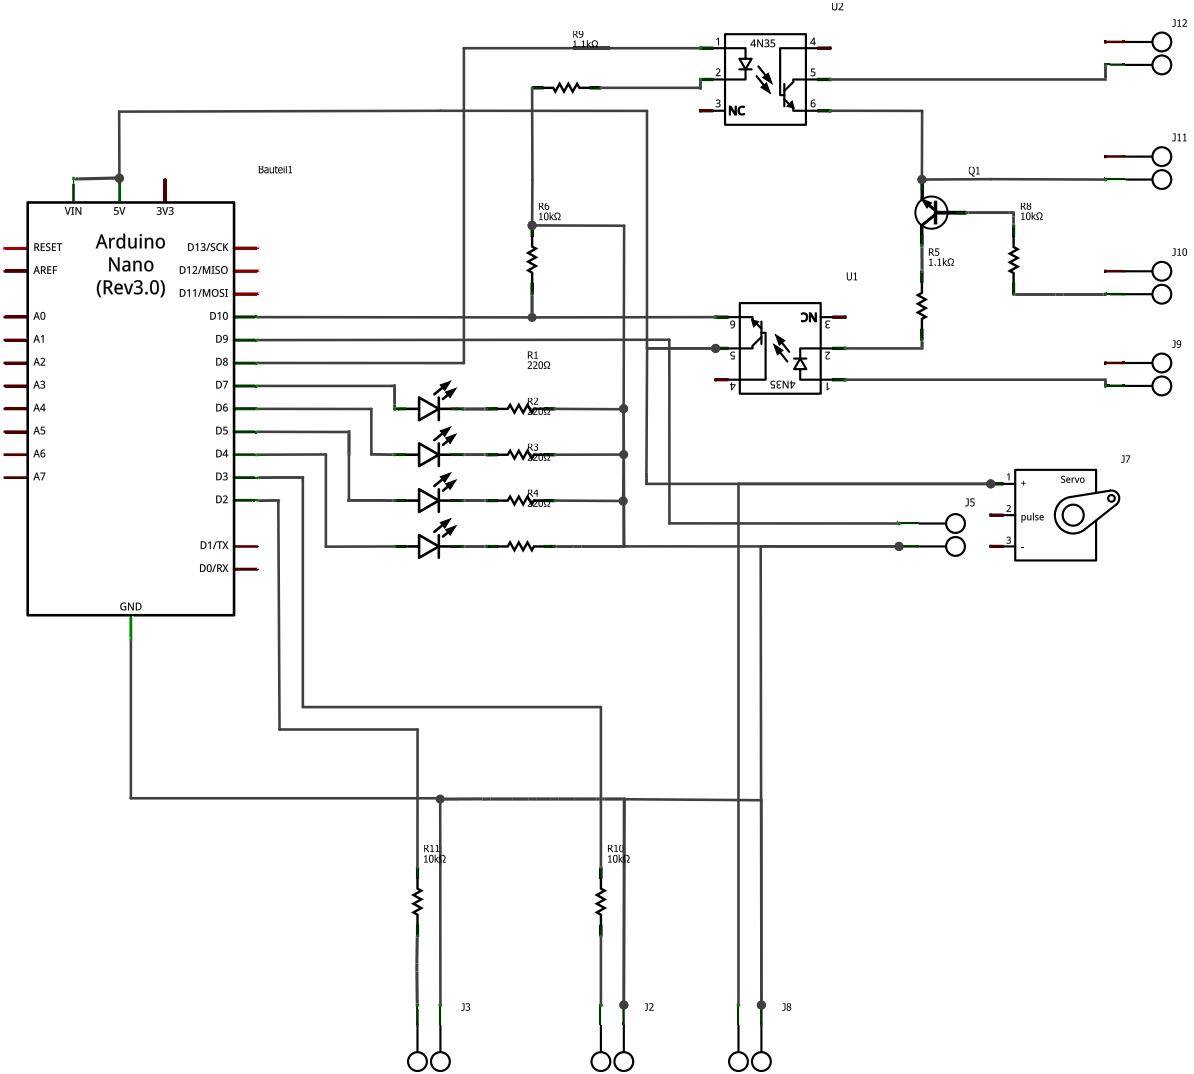 U2
J12
R9
1.1kΩ
1
4N35
4
2
5
3
NC
6
J11
Bauteil1
Q1
VIN
5V
3V3
R6
10kΩ
R8
10kΩ
Arduino
Nano
(Rev3.0)
RESET
D13/SCK
AREF
D12/MISO
D11/MOSI
R5
1.1kΩ
J10
U1
A0
D10
6
NC
3
A1
D9
5
2
A2
D8
R1
220Ω
J9
A3
D7
4
4N35
1
A4
D6
R2
220Ω
A5
D5
A6
D4
R3
220Ω
A7
D3
J7
1
+
Servo
D2
R4
220Ω
J5
2
pulse
D1/TX
3
-
D0/RX
GND
R11
10kΩ
R10
10kΩ
J3
J2
J8